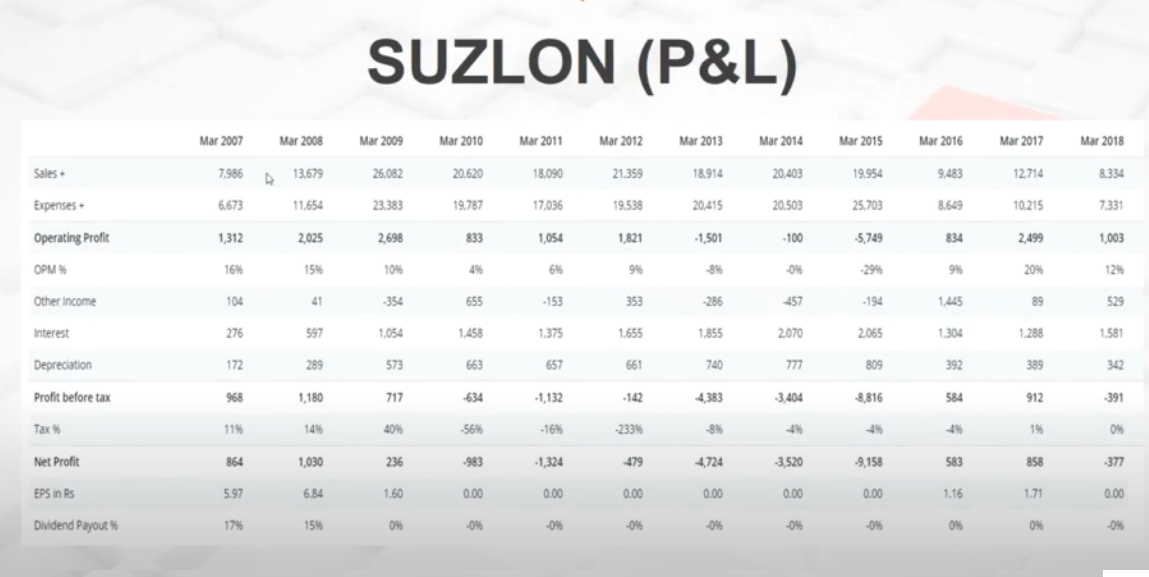 SUZLON (P&L)
Mar 2007 Mar 2008 Mar 2009 Mar 2010 Mar 2011 Mar 2012 Mar 2013 Mar 2014 Mar 2015 Mar 2016 Mar 2017 Mar 2018
Sales + 7,986 13,679 26,082 20,620 18,090 21,359 18,914 20,403 19,954 9,483 12,714 8,334
Expenses + 6,673 11,654 23,383 19,787 17,036 19,538 20,415 20,503 25,703 8,649 10,215 7,331
Operating Profit 1,312 2,025 2,698 833 1,054 1,821 -1,501 -100 -5,749 834 2,499 1,003
OPM % 16% 15% 10% 4% 6% 9% -8% -0% -29% 9% 20% 12%
Other Income 104 41 -354 655 -153 353 -286 -457 -194 1,445 89 529
Interest 276 597 1,054 1,458 1,375 1,655 1,855 2,070 2,065 1,304 1,288 1,581
Depreciation 172 289 573 663 657 661 740 777 809 392 389 342
Profit before tax 968 1,180 717 -634 -1,132 -142 -4,383 -3,404 -8,816 584 912 -391
Tax % 11% 14% 40% -56% -16% -233% -8% -4% -4% -4% 1% 0%
Net Profit 864 1,030 236 -983 -1,324 -479 -4,724 -3,520 -9,158 583 858 -377
EPS in Rs 5.97 6.84 1.60 0.00 0.00 0.00 0.00 0.00 0.00 1.16 1.71 0.00
Dividend Payout % 17% 15% 0% -0% -0% -0% -0% -0% -0% 0% 0% -0%